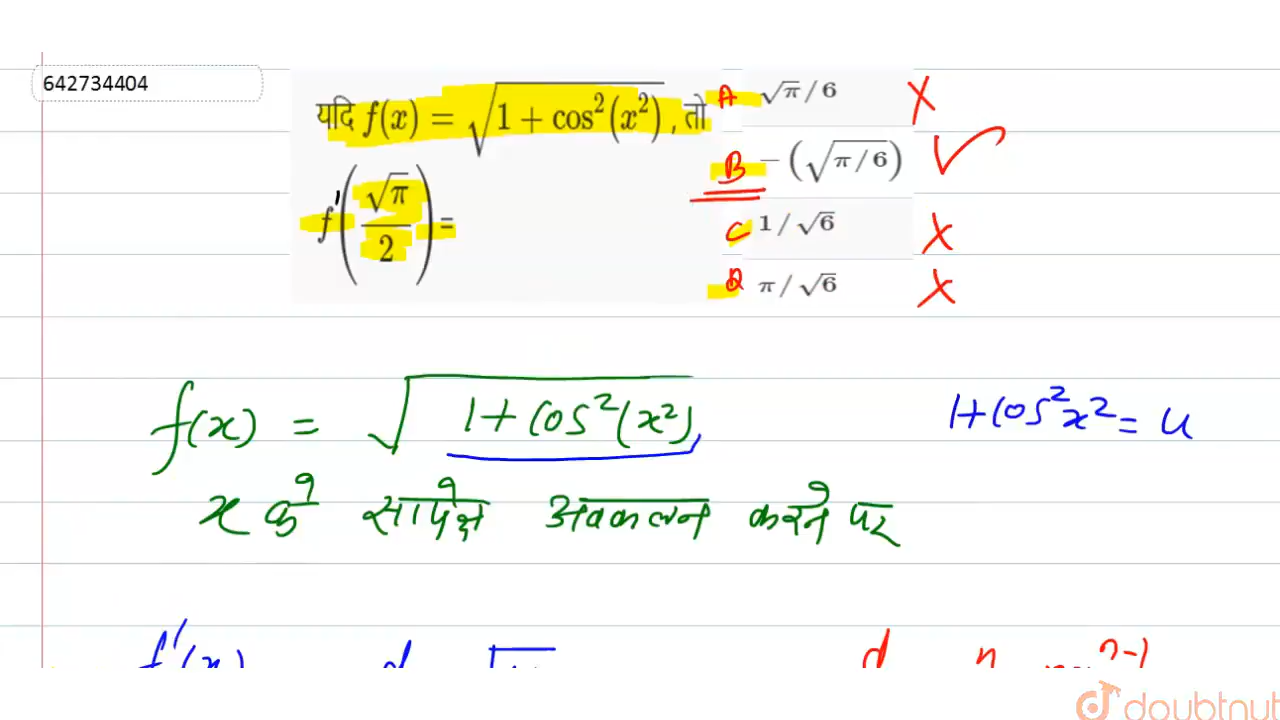 642734404
यदि f(x) = √(1 + cos²(x²)), तो
f'(√π/2) =
A √π / 6 X
B −(√(π/6)) ✓
C 1/√6 X
D π/√6 X
f(x) = √(1+cos²(x²)), 1+cos²x² = u
x के सापेक्ष अवकलन करने पर
f'(x) d √ d n n-1
doubtnut